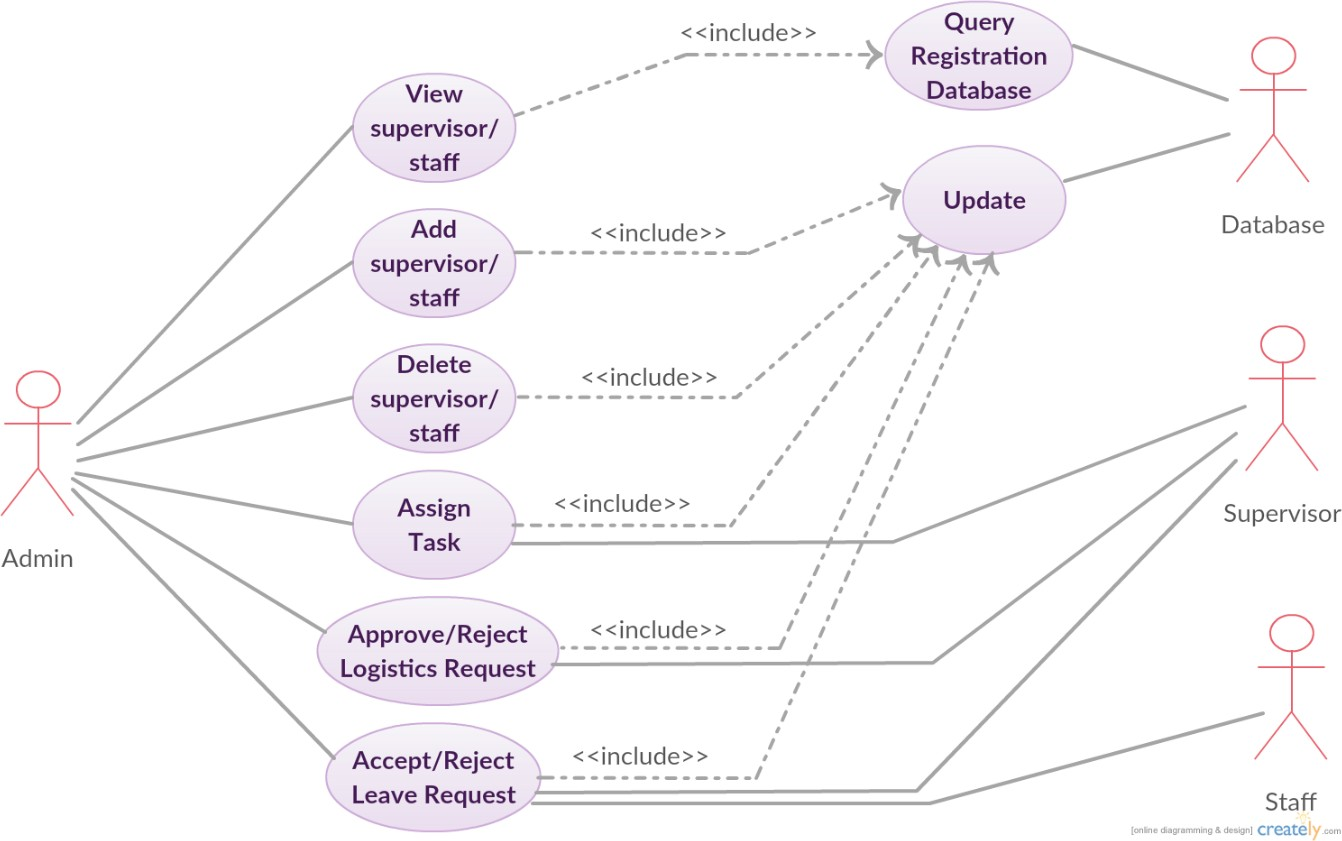 <<include>>
Query
Registration
Database
View
supervisor/
staff
Database
Update
Add
supervisor/
staff
<<include>>
Delete
supervisor/
staff
<<include>>
Assign
Task
<<include>>
Supervisor
Admin
Approve/Reject
Logistics Request
<<include>>
Accept/Reject
Leave Request
<<include>>
Staff
[online diagramming & design] creately.com